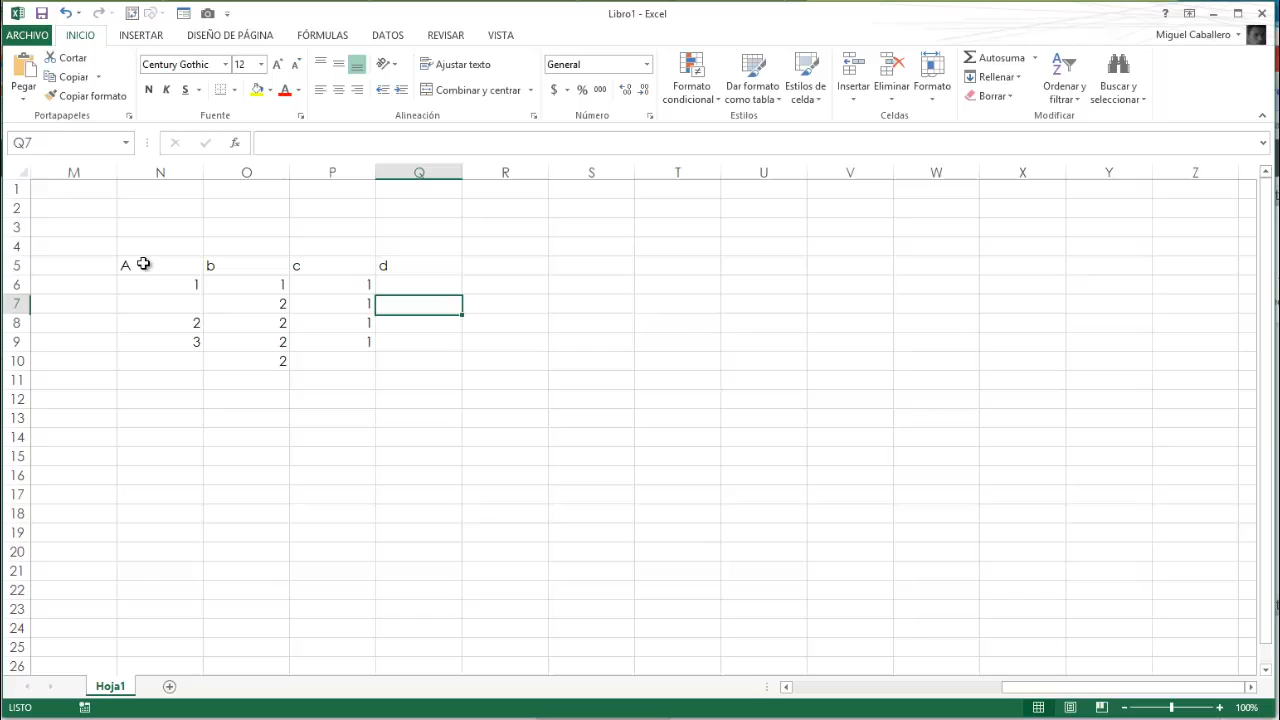 Libro1 - Excel
ARCHIVO INICIO INSERTAR DISEÑO DE PÁGINA FÓRMULAS DATOS REVISAR VISTA Miguel Caballero
Pegar
Cortar
Copiar
Copiar formato
Portapapeles
Century Gothic 12
N K S
Fuente
Ajustar texto
Combinar y centrar
Alineación
General
$ % 000
Número
Formato condicional
Dar formato como tabla
Estilos de celda
Estilos
Insertar Eliminar Formato
Celdas
Autosuma
Rellenar
Borrar
Ordenar y filtrar
Buscar y seleccionar
Modificar
Q7 fx
M N O P Q R S T U V W X Y Z
1
2
3
4
5 A b c d
6 1 1 1
7 2 1
8 2 2 1
9 3 2 1
10 2
11
12
13
14
15
16
17
18
19
20
21
22
23
24
25
26
Hoja1
LISTO 100%